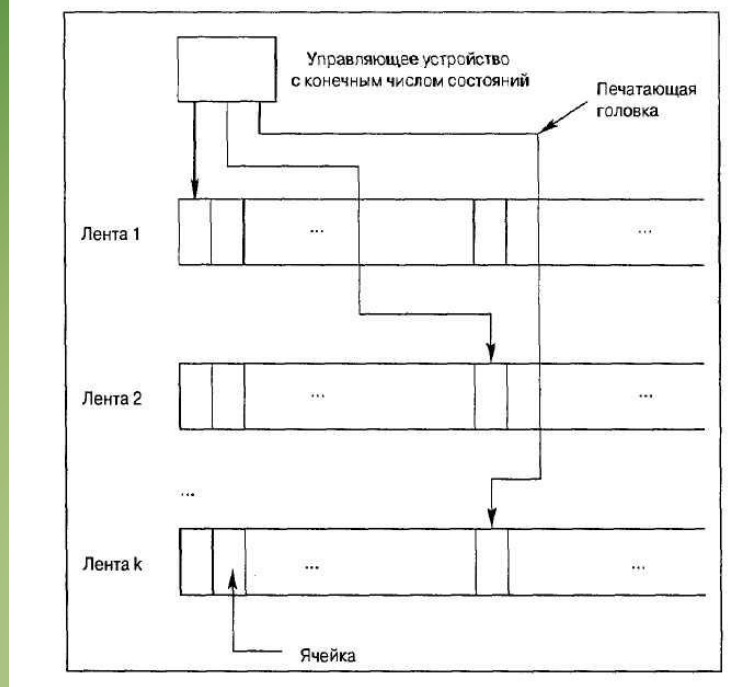 Управляющее устройство
с конечным числом состояний
Печатающая
головка
Лента 1
...
...
Лента 2
...
...
...
Лента k
...
...
Ячейка